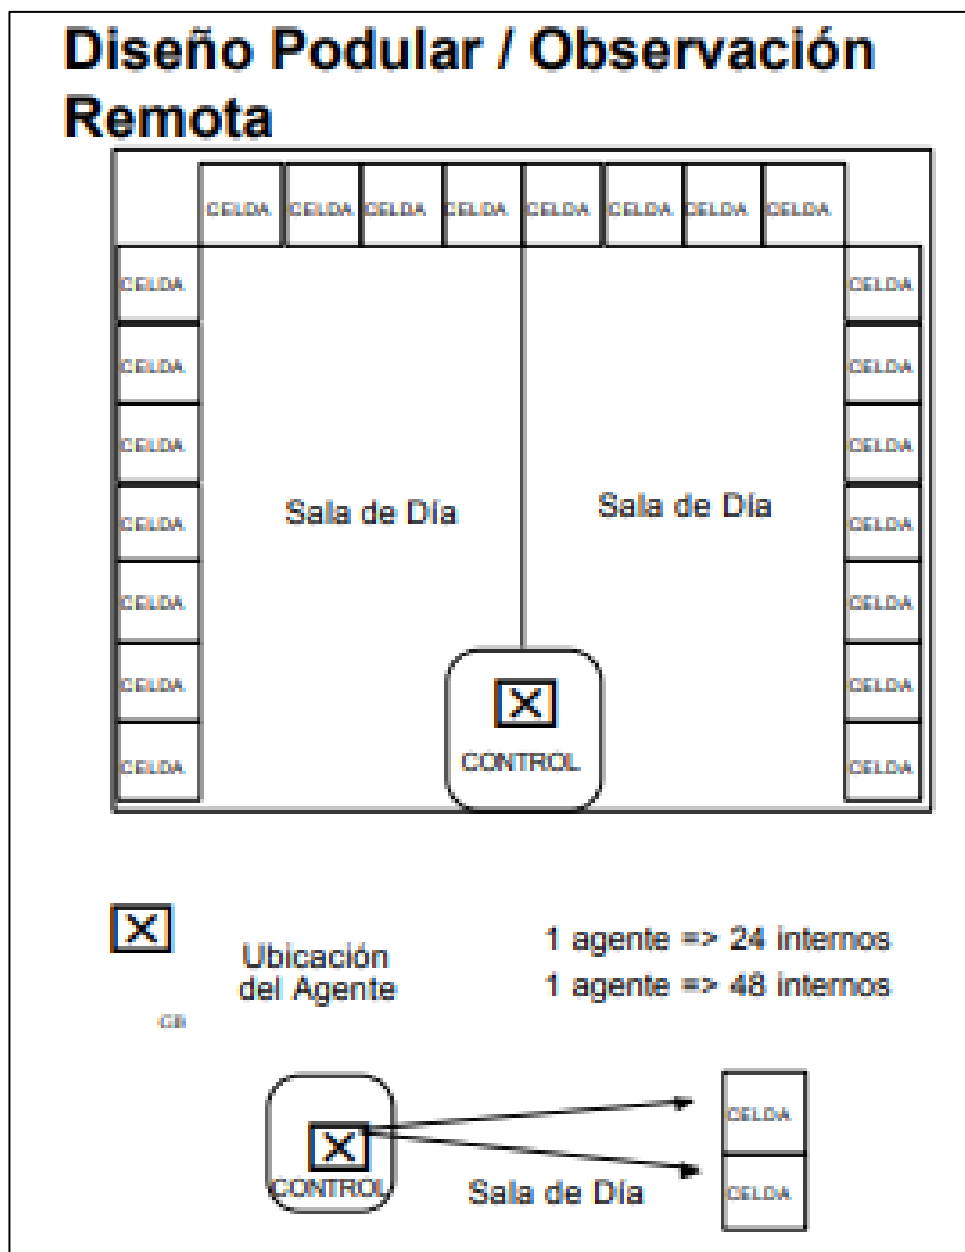 Diseño Podular / Observación
Remota
CELDA CELDA CELDA CELDA CELDA CELDA CELDA CELDA
CELDA CELDA
CELDA CELDA
CELDA CELDA
CELDA CELDA
CELDA CELDA
CELDA CELDA
CELDA CELDA
Sala de Día Sala de Día
CONTROL
Ubicación
del Agente
1 agente => 24 internos
1 agente => 48 internos
GB
CELDA
CELDA
CONTROL
Sala de Día